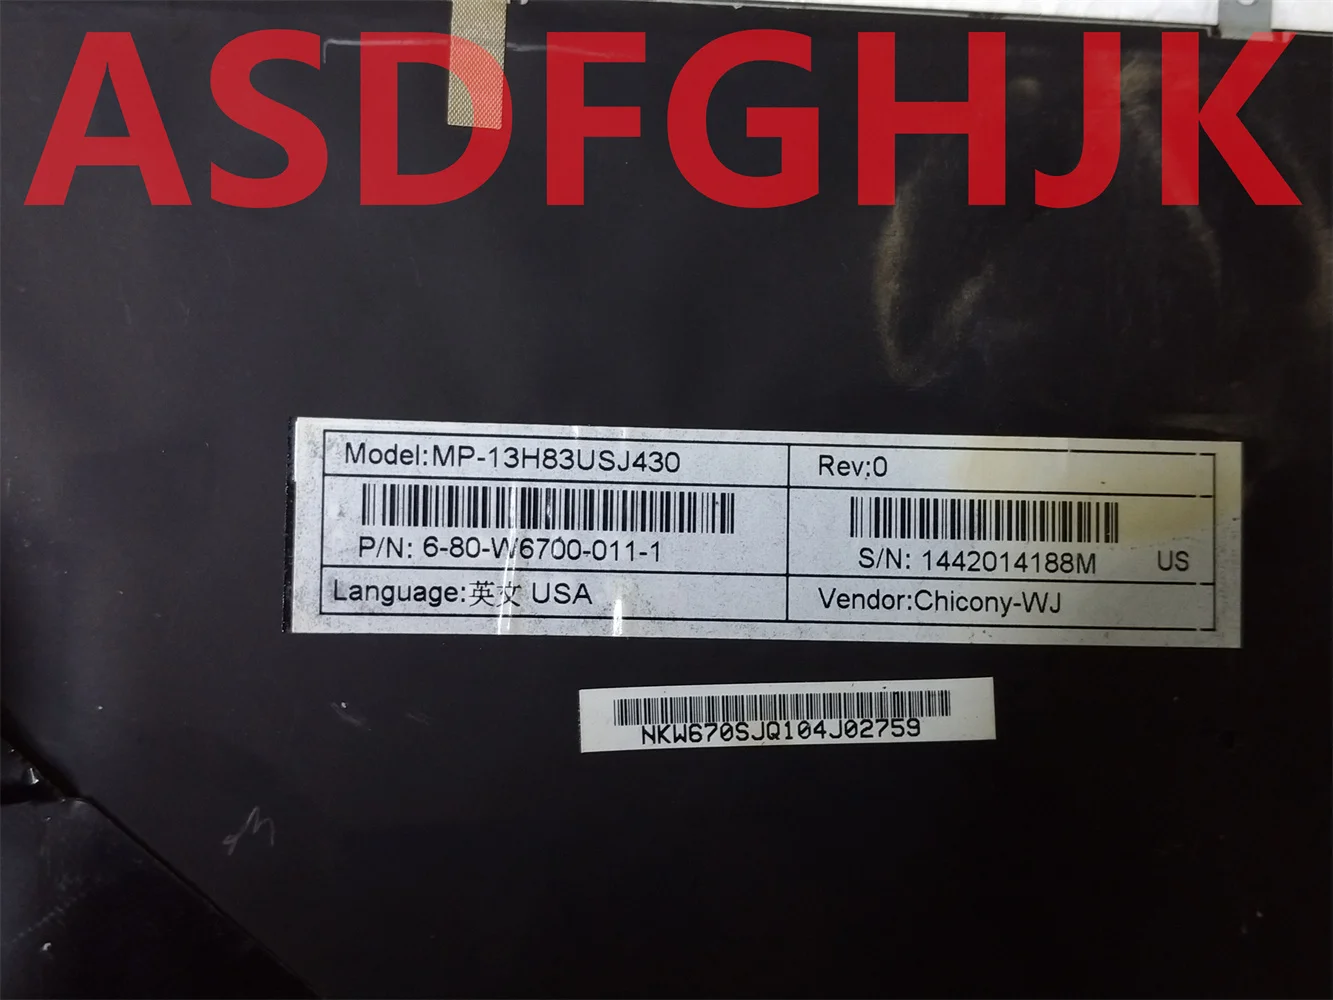 ASDFGHJK
Model:MP-13H83USJ430
Rev:0
P/N: 6-80-W6700-011-1
S/N: 1442014188M US
Language:英文 USA
Vendor:Chicony-WJ
NKW670SJQ104J02759